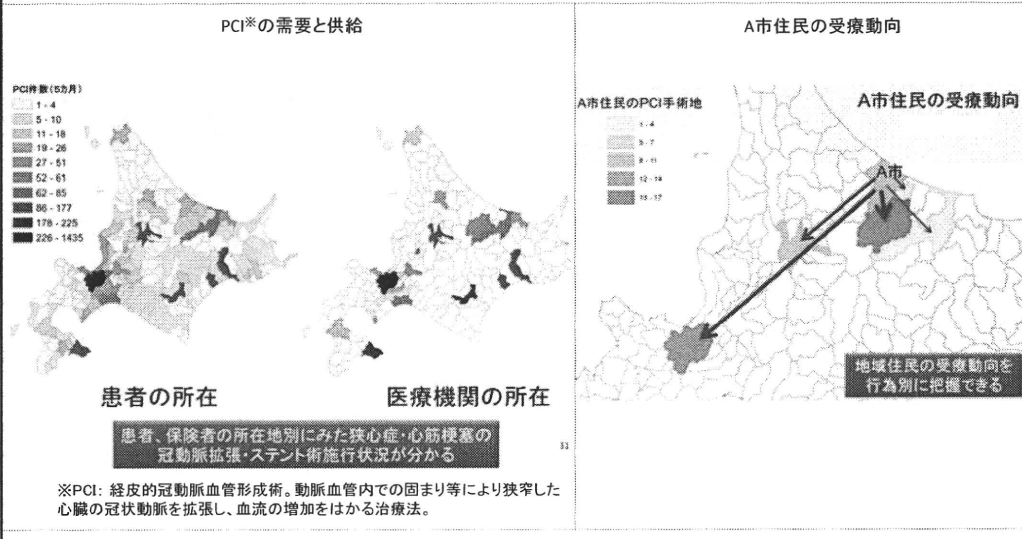 PCI※の需要と供給
PCI件数(5カ月)
1 - 4
5 - 10
11 - 18
19 - 26
27 - 51
52 - 61
62 - 85
86 - 177
178 - 225
226 - 1435
患者の所在
医療機関の所在
患者、保険者の所在地別にみた狭心症・心筋梗塞の
冠動脈拡張・ステント術施行状況が分かる
33
※PCI: 経皮的冠動脈血管形成術。動脈血管内での固まり等により狭窄した
心臓の冠状動脈を拡張し、血流の増加をはかる治療法。
A市住民の受療動向
A市住民のPCI手術地
1 - 4
5 - 7
8 - 11
12 - 14
15 - 17
A市住民の受療動向
A市
地域住民の受療動向を
行為別に把握できる